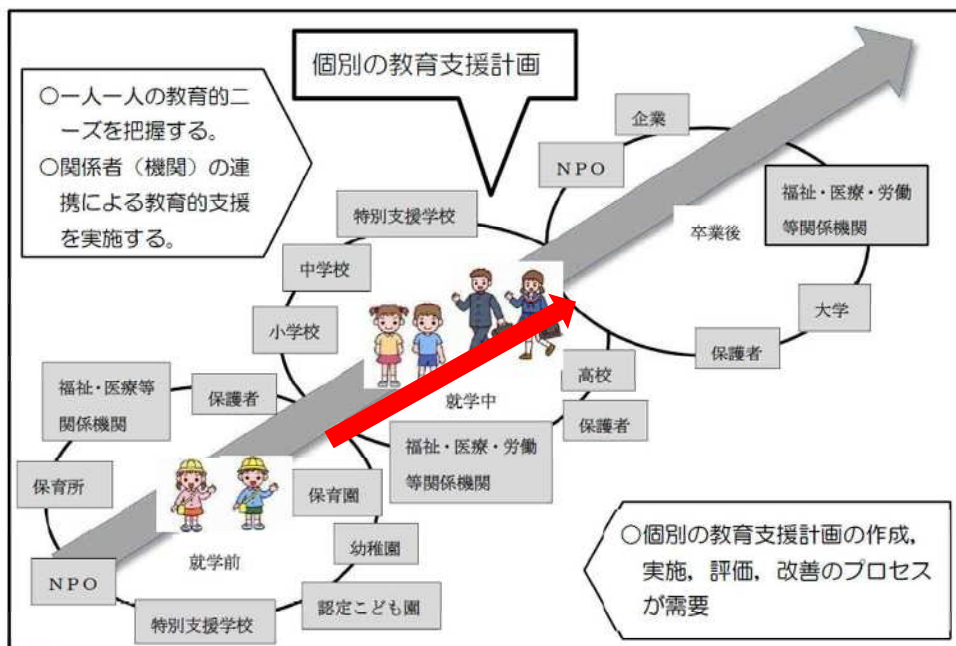 個別の教育支援計画
○一人一人の教育的ニ
ーズを把握する。
○関係者(機関)の連
携による教育的支援
を実施する。
企業
NPO
福祉・医療・労働
等関係機関
卒業後
大学
保護者
特別支援学校
中学校
小学校
就学中
高校
保護者
福祉・医療・労働
等関係機関
福祉・医療等
関係機関
保護者
保育所
保育園
幼稚園
就学前
NPO
認定こども園
特別支援学校
○個別の教育支援計画の作成,
実施,評価,改善のプロセス
が需要